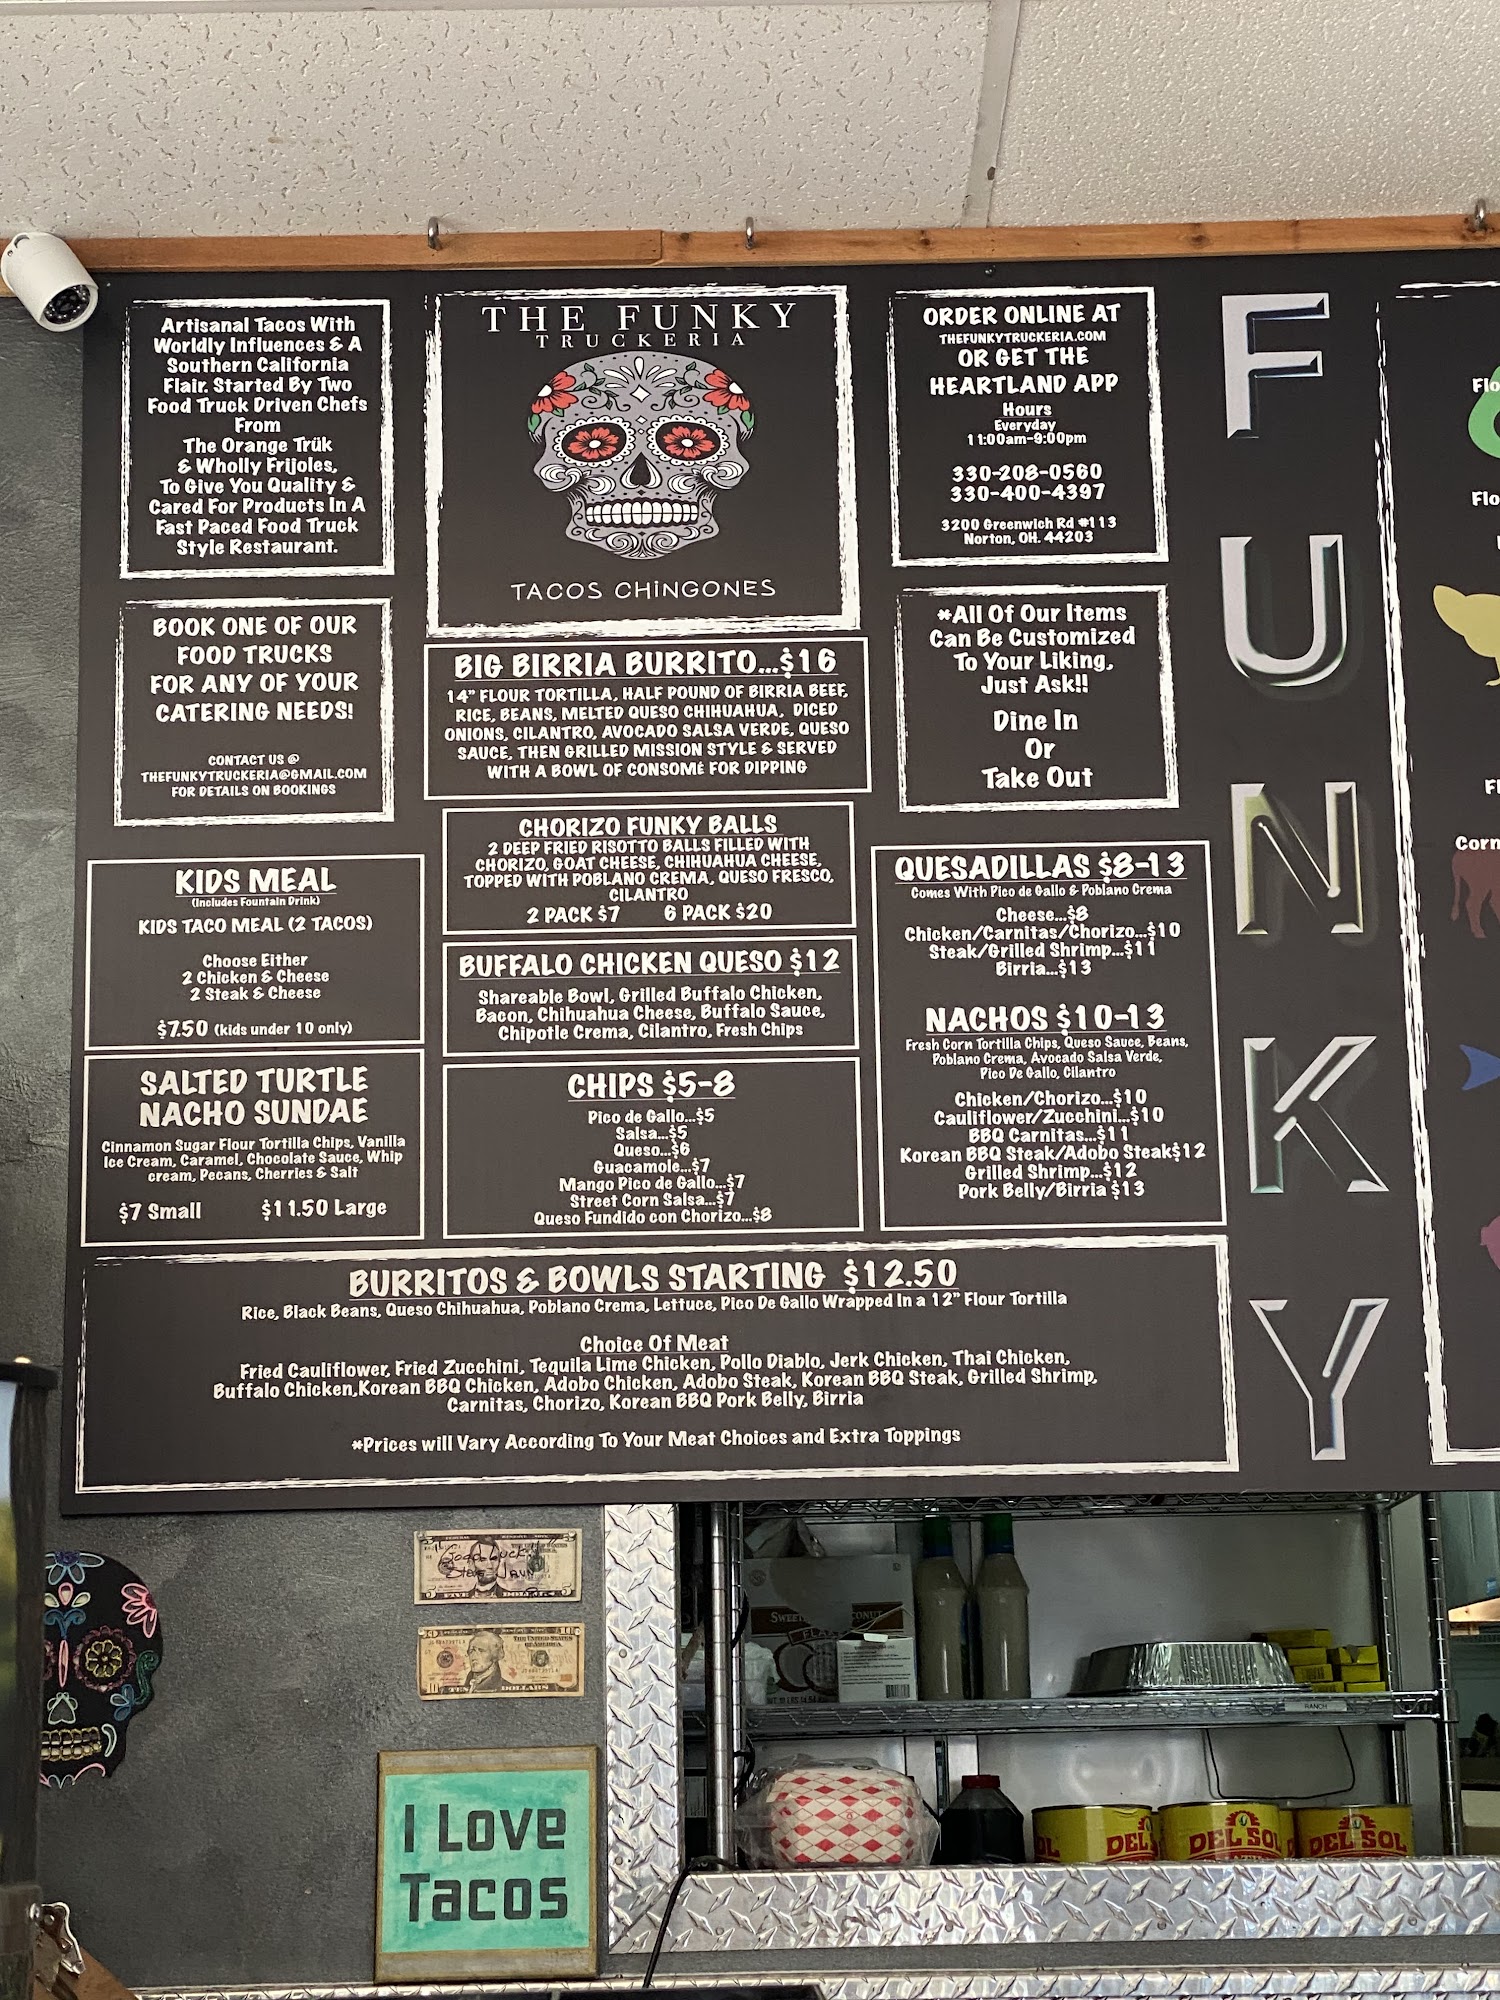 Artisanal Tacos With
Worldly Influences & A
Southern California
Flair. Started By Two
Food Truck Driven Chefs
From
The Orange Trük
& Wholly Frijoles,
To Give You Quality &
Cared For Products In A
Fast Paced Food Truck
Style Restaurant.
BOOK ONE OF OUR
FOOD TRUCKS
FOR ANY OF YOUR
CATERING NEEDS!
CONTACT US @
THEFUNKYTRUCKERIA@GMAIL.COM
FOR DETAILS ON BOOKINGS
KIDS MEAL
(Includes Fountain Drink)
KIDS TACO MEAL (2 TACOS)
Choose Either
2 Chicken & Cheese
2 Steak & Cheese
$7.50 (kids under 10 only)
SALTED TURTLE
NACHO SUNDAE
Cinnamon Sugar Flour Tortilla Chips, Vanilla
Ice Cream, Caramel, Chocolate Sauce, Whip
cream, Pecans, Cherries & Salt
$7 Small $11.50 Large
THE FUNKY
TRUCKERIA
TACOS CHINGONES
BIG BIRRIA BURRITO...$16
14" FLOUR TORTILLA, HALF POUND OF BIRRIA BEEF,
RICE, BEANS, MELTED QUESO CHIHUAHUA, DICED
ONIONS, CILANTRO, AVOCADO SALSA VERDE, QUESO
SAUCE, THEN GRILLED MISSION STYLE & SERVED
WITH A BOWL OF CONSOMÉ FOR DIPPING
CHORIZO FUNKY BALLS
2 DEEP FRIED RISOTTO BALLS FILLED WITH
CHORIZO, GOAT CHEESE, CHIHUAHUA CHEESE,
TOPPED WITH POBLANO CREMA, QUESO FRESCO,
CILANTRO
2 PACK $7 6 PACK $20
BUFFALO CHICKEN QUESO $12
Shareable Bowl, Grilled Buffalo Chicken,
Bacon, Chihuahua Cheese, Buffalo Sauce,
Chipotle Crema, Cilantro, Fresh Chips
CHIPS $5-8
Pico de Gallo...$5
Salsa...$5
Queso...$6
Guacamole...$7
Mango Pico de Gallo...$7
Street Corn Salsa...$7
Queso Fundido con Chorizo...$8
ORDER ONLINE AT
THEFUNKYTRUCKERIA.COM
OR GET THE
HEARTLAND APP
Hours
Everyday
11:00am-9:00pm
330-208-0560
330-400-4397
3200 Greenwich Rd #113
Norton, OH. 44203
*All Of Our Items
Can Be Customized
To Your Liking,
Just Ask!!
Dine In
Or
Take Out
QUESADILLAS $8-13
Comes With Pico de Gallo & Poblano Crema
Cheese...$8
Chicken/Carnitas/Chorizo...$10
Steak/Grilled Shrimp...$11
Birria...$13
NACHOS $10-13
Fresh Corn Tortilla Chips, Queso Sauce, Beans,
Poblano Crema, Avocado Salsa Verde,
Pico De Gallo, Cilantro
Chicken/Chorizo...$10
Cauliflower/Zucchini...$10
BBQ Carnitas...$11
Korean BBQ Steak/Adobo Steak$12
Grilled Shrimp...$12
Pork Belly/Birria $13
BURRITOS & BOWLS STARTING $12.50
Rice, Black Beans, Queso Chihuahua, Poblano Crema, Lettuce, Pico De Gallo Wrapped In a 12" Flour Tortilla
Choice Of Meat
Fried Cauliflower, Fried Zucchini, Tequila Lime Chicken, Pollo Diablo, Jerk Chicken, Thai Chicken,
Buffalo Chicken,Korean BBQ Chicken, Adobo Chicken, Adobo Steak, Korean BBQ Steak, Grilled Shrimp,
Carnitas, Chorizo, Korean BBQ Pork Belly, Birria
*Prices will Vary According To Your Meat Choices and Extra Toppings
F
U
N
K
Y
Flo
Flo
Corn
Good Luck
I Love
Tacos
RANCH
DEL SOL
DEL SOL